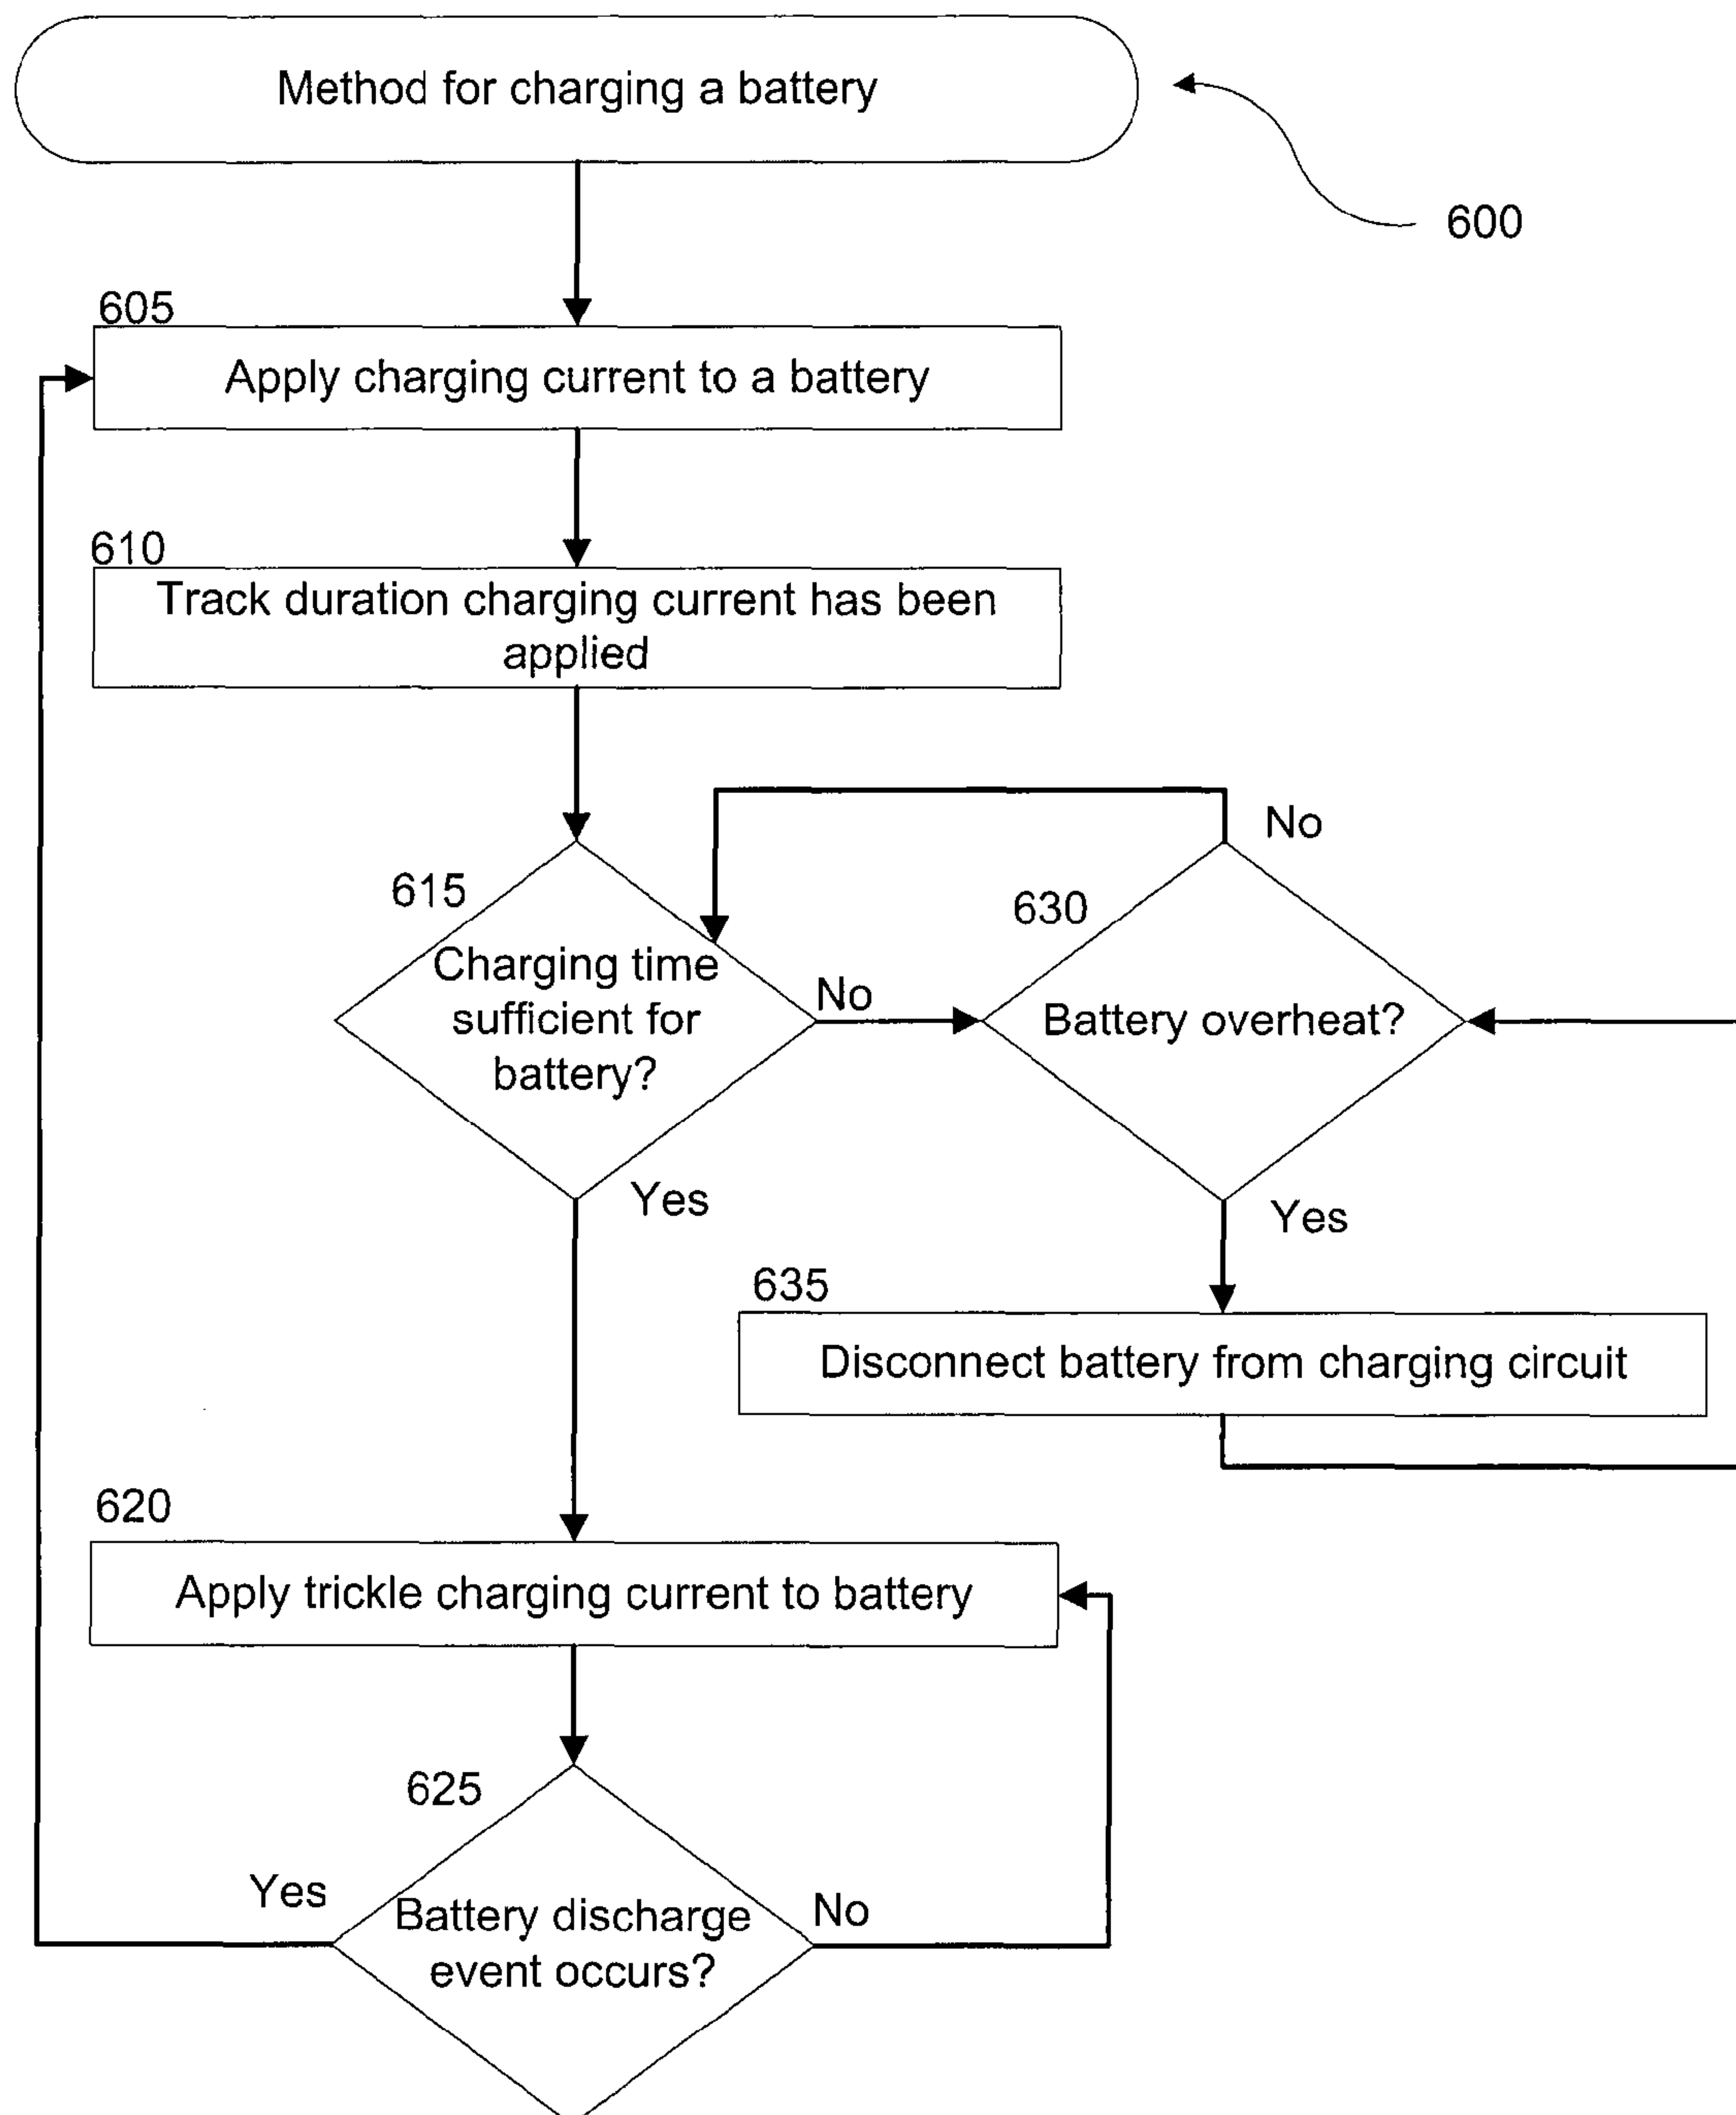 Method for charging a battery
600
605
Apply charging current to a battery
610
Track duration charging current has been
applied
No
615
630
Charging time
sufficient for
battery?
No
Battery overheat?
Yes
Yes
635
Disconnect battery from charging circuit
620
Apply trickle charging current to battery
625
Yes
Battery discharge
event occurs?
No